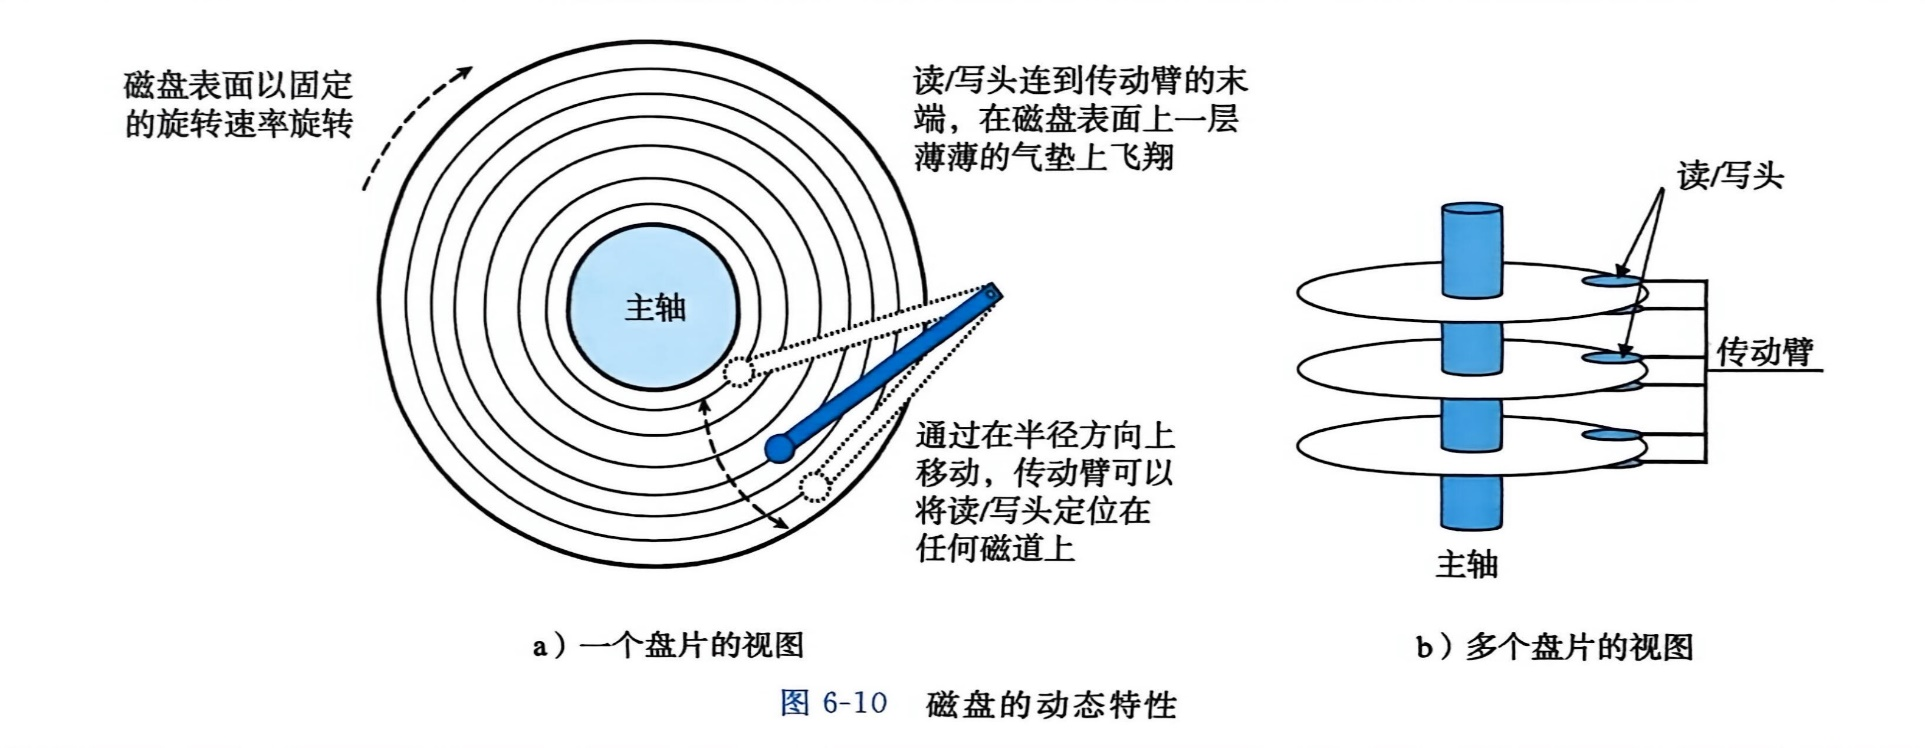 磁盘表面以固定
的旋转速率旋转
读/写头连到传动臂的末
端，在磁盘表面上一层
薄薄的气垫上飞翔
主轴
通过在半径方向上
移动，传动臂可以
将读/写头定位在
任何磁道上
a）一个盘片的视图
读/写头
传动臂
主轴
b）多个盘片的视图
图 6-10 磁盘的动态特性